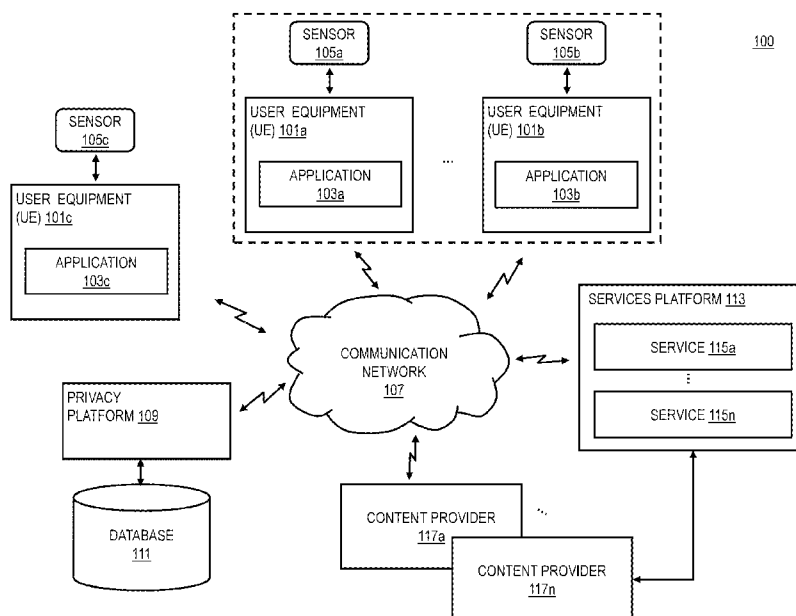 SENSOR
105a
SENSOR
105b
100
SENSOR
105c
USER EQUIPMENT
(UE) 101a
APPLICATION
103a
...
USER EQUIPMENT
(UE) 101b
APPLICATION
103b
USER EQUIPMENT
(UE) 101c
APPLICATION
103c
COMMUNICATION
NETWORK
107
SERVICES PLATFORM 113
SERVICE 115a
...
SERVICE 115n
PRIVACY
PLATFORM 109
DATABASE
111
CONTENT PROVIDER
117a
...
CONTENT PROVIDER
117n